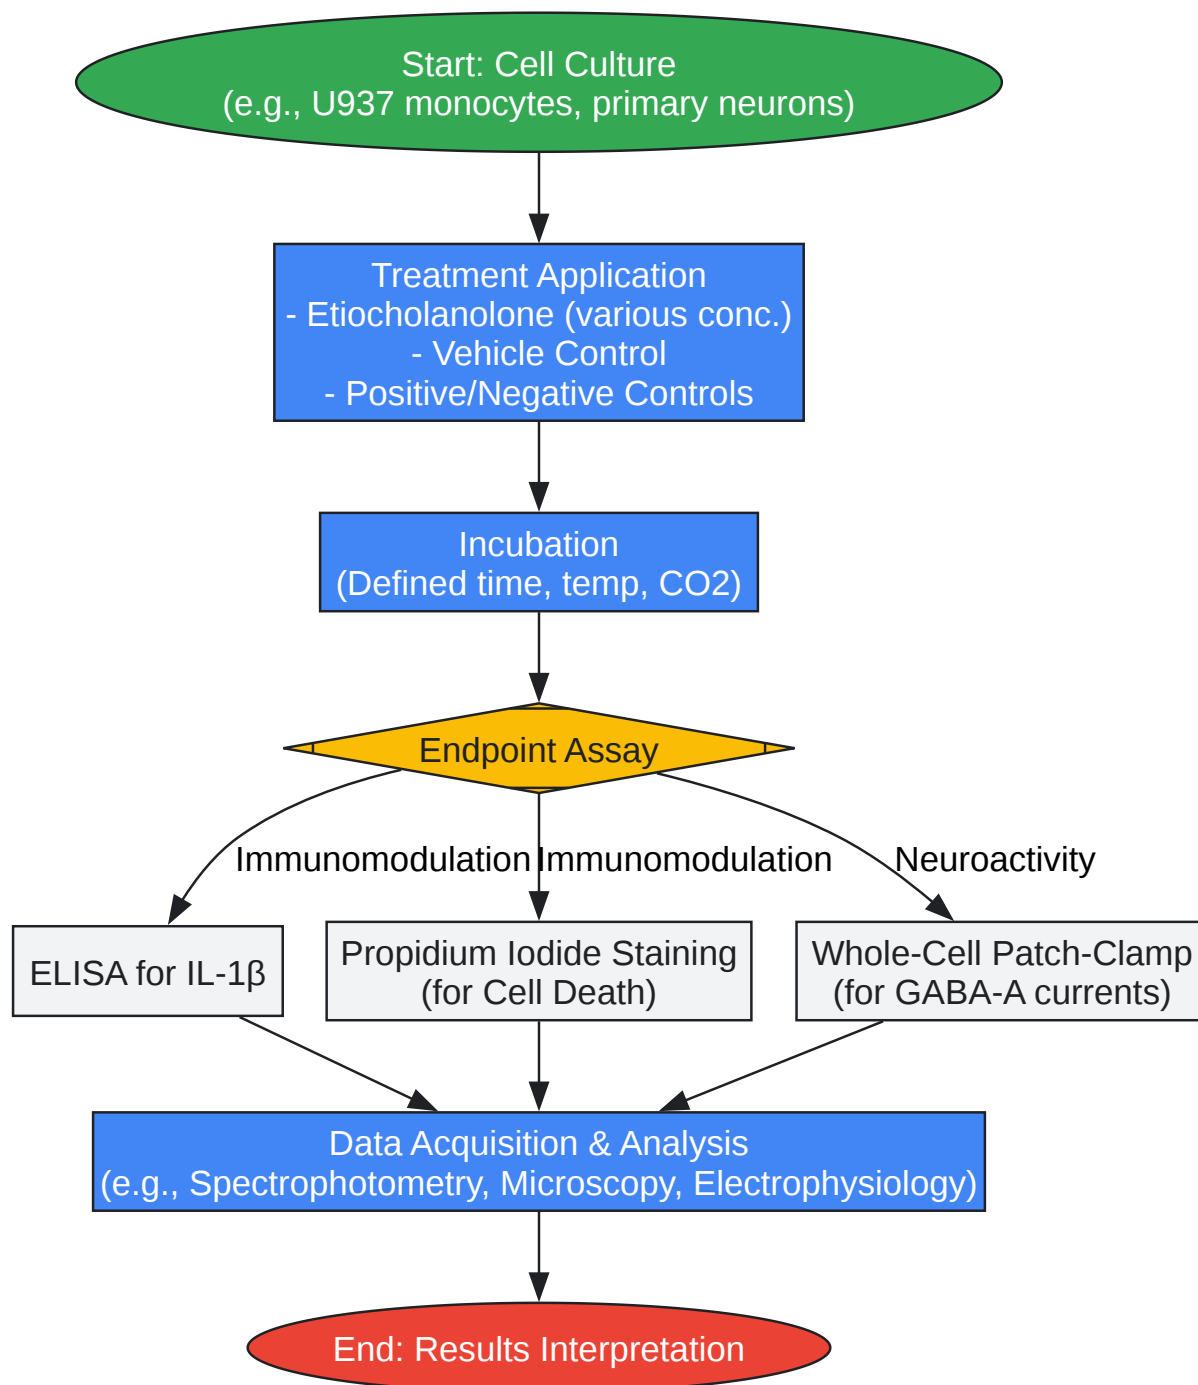 Start: Cell Culture
(e.g., U937 monocytes, primary neurons)
Treatment Application
- Etiocholanolone (various conc.)
- Vehicle Control
- Positive/Negative Controls
Incubation
(Defined time, temp, CO2)
Endpoint Assay
Immunomodulation
Immunomodulation
Neuroactivity
ELISA for IL-1β
Propidium Iodide Staining
(for Cell Death)
Whole-Cell Patch-Clamp
(for GABA-A currents)
Data Acquisition & Analysis
(e.g., Spectrophotometry, Microscopy, Electrophysiology)
End: Results Interpretation